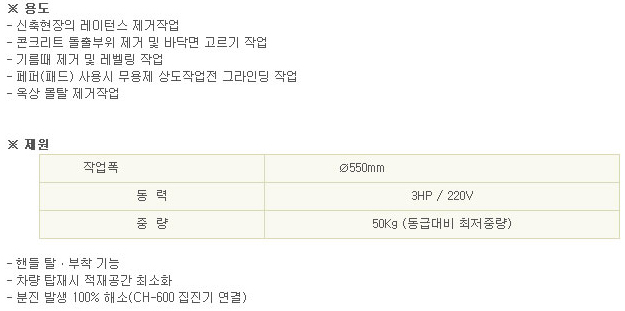 ※ 용도
- 신축현장의 레이턴스 제거작업
- 콘크리트 돌출부위 제거 및 바닥면 고르기 작업
- 기름때 제거 및 레벨링 작업
- 페퍼(패드) 사용시 무용제 상도작업전 그라인딩 작업
- 옥상 몰탈 제거작업
※ 제원
작업폭 ∅550mm
동 력 3HP / 220V
중 량 50Kg (동급대비 최저중량)
- 핸들 탈·부착 기능
- 차량 탑재시 적재공간 최소화
- 분진 발생 100% 해소(CH-600 집진기 연결)